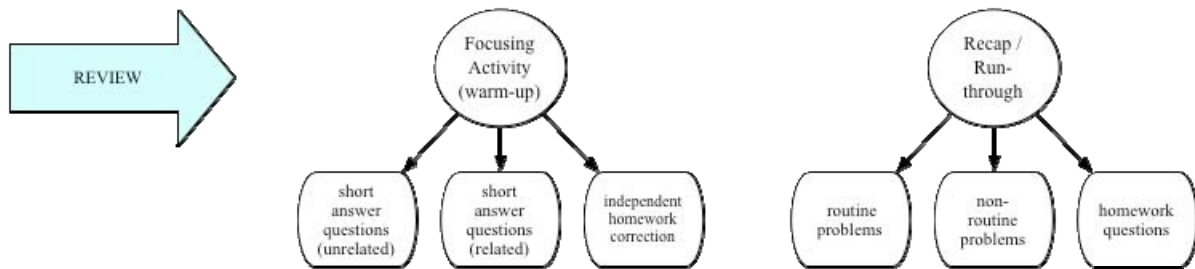 REVIEW
Focusing
Activity
(warm-up)
Recap /
Run-
through
short
answer
questions
(unrelated)
short
answer
questions
(related)
independent
homework
correction
routine
problems
non-
routine
problems
homework
questions